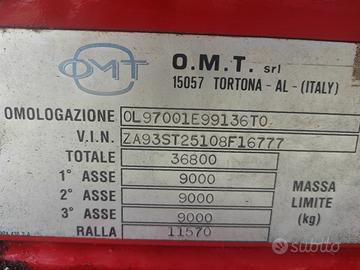 OMT
O.M.T. srl
15057 TORTONA - AL - (ITALY)
OMOLOGAZIONE 0L97001E99136T0
V.I.N. ZA93ST25108F16777
TOTALE 36800
1° ASSE 9000
2° ASSE 9000
3° ASSE 9000
RALLA 11570
MASSA
LIMITE
(kg)
subito